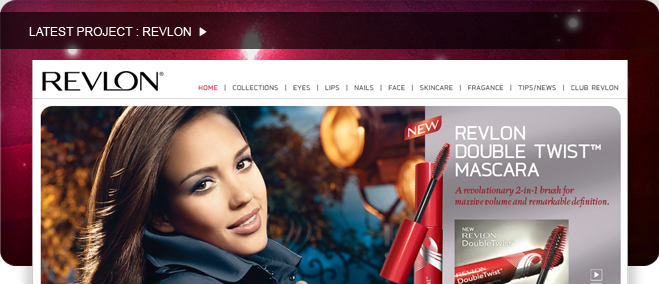 LATEST PROJECT : REVLON
REVLON®
HOME | COLLECTIONS | EYES | LIPS | NAILS | FACE | SKINCARE | FRAGANCE | TIPS/NEWS | CLUB REVLON
NEW
REVLON
DOUBLE TWIST™
MASCARA
A revolutionary 2-in-1 brush for
massive volume and remarkable definition.
NEW
REVLON
DoubleTwist™
DoubleTwist™